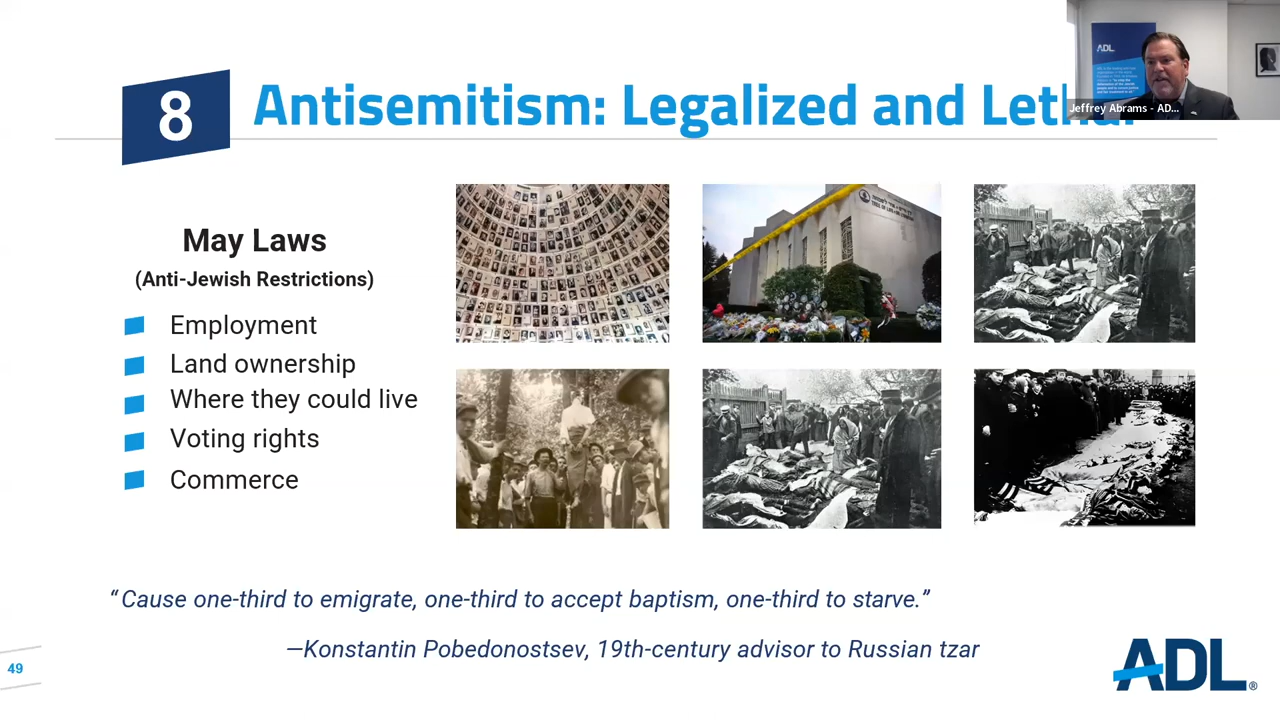 8
Antisemitism: Legalized and Lethal
ADL
Jeffrey Abrams - AD...
May Laws
(Anti-Jewish Restrictions)
Employment
Land ownership
Where they could live
Voting rights
Commerce
“Cause one-third to emigrate, one-third to accept baptism, one-third to starve.”
—Konstantin Pobedonostsev, 19th-century advisor to Russian tzar
49
ADL®